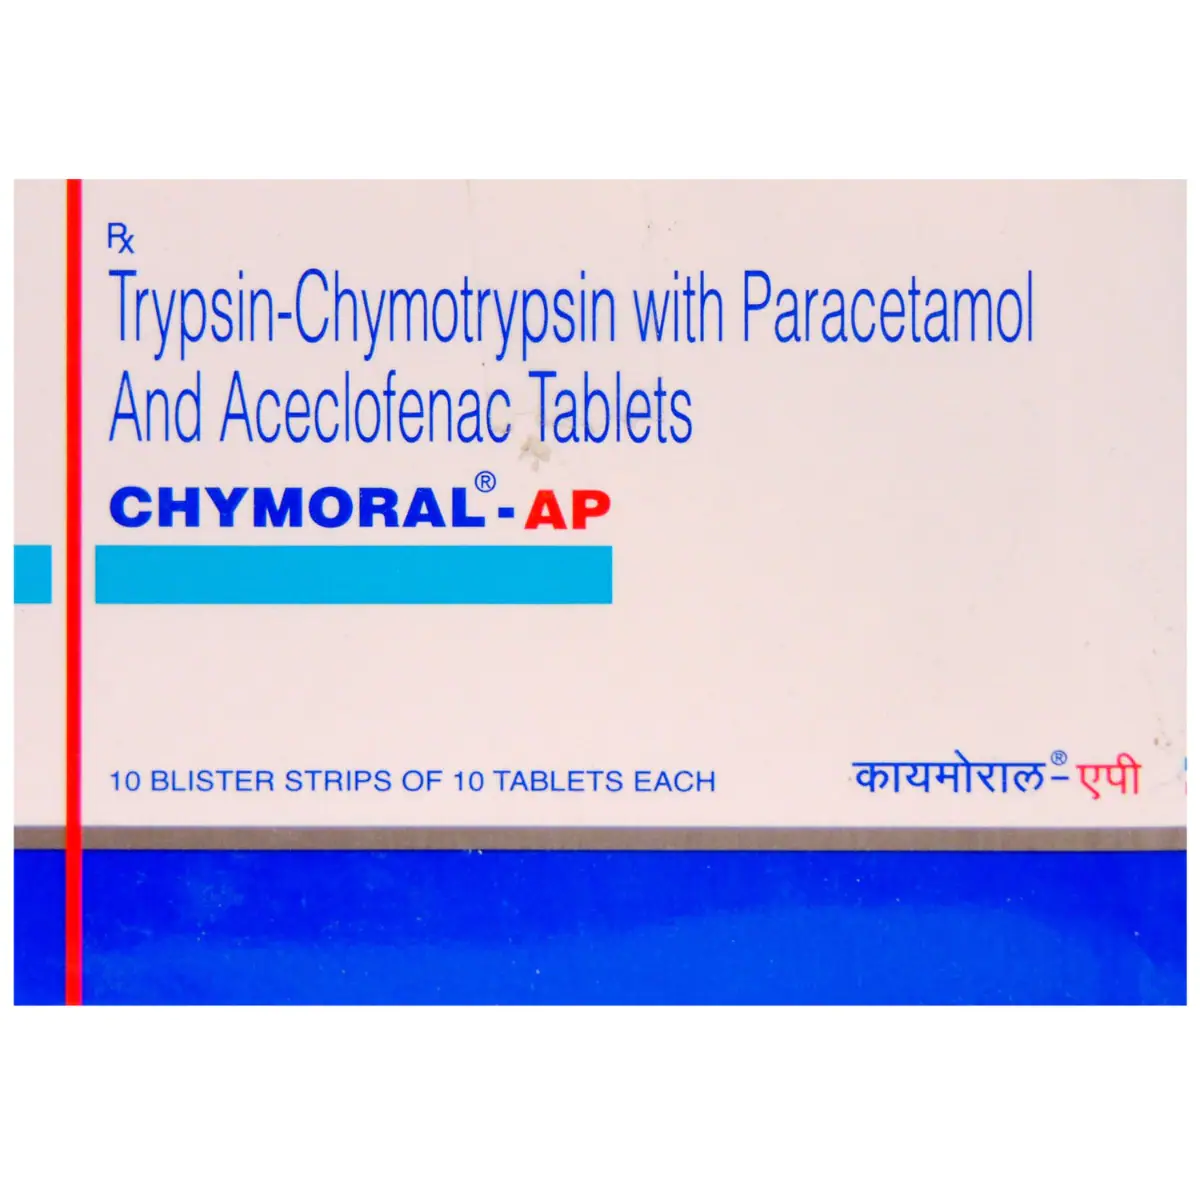 Rx
Trypsin-Chymotrypsin with Paracetamol
And Aceclofenac Tablets
CHYMORAL®-AP
10 BLISTER STRIPS OF 10 TABLETS EACH
कायमोराल®-एपी